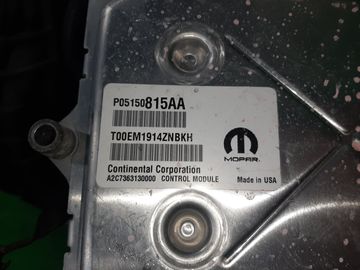 P05150815AA
T00EM1914ZNBKH
MOPAR
Continental Corporation
A2C7363130000 CONTROL MODULE Made in USA